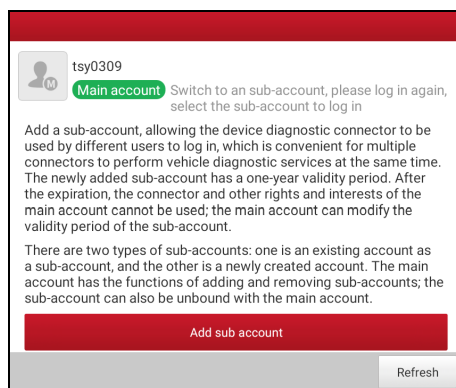 tsy0309
M
Main account
Switch to an sub-account, please log in again,
select the sub-account to log in
Add a sub-account, allowing the device diagnostic connector to be
used by different users to log in, which is convenient for multiple
connectors to perform vehicle diagnostic services at the same time.
The newly added sub-account has a one-year validity period. After
the expiration, the connector and other rights and interests of the
main account cannot be used; the main account can modify the
validity period of the sub-account.
There are two types of sub-accounts: one is an existing account as
a sub-account, and the other is a newly created account. The main
account has the functions of adding and removing sub-accounts; the
sub-account can also be unbound with the main account.
Add sub account
Refresh